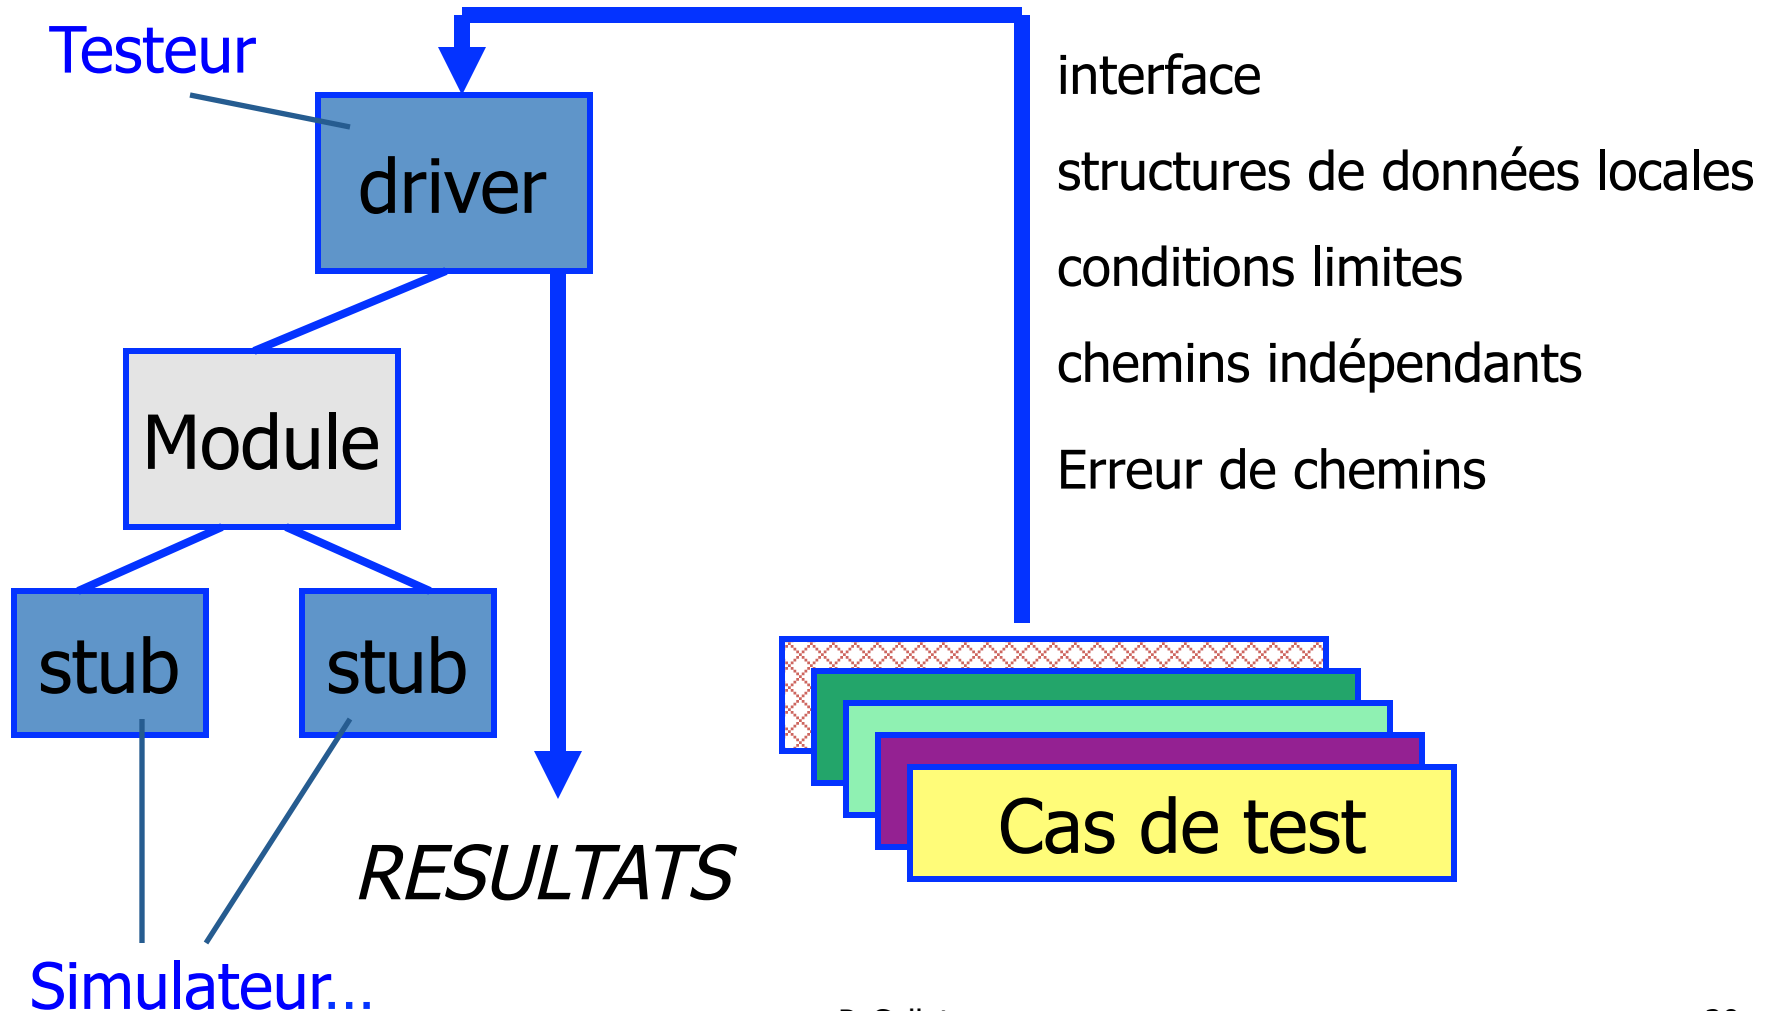 Testeur
driver
Module
stub
stub
RESULTATS
Simulateur...
interface
structures de données locales
conditions limites
chemins indépendants
Erreur de chemins
Cas de test